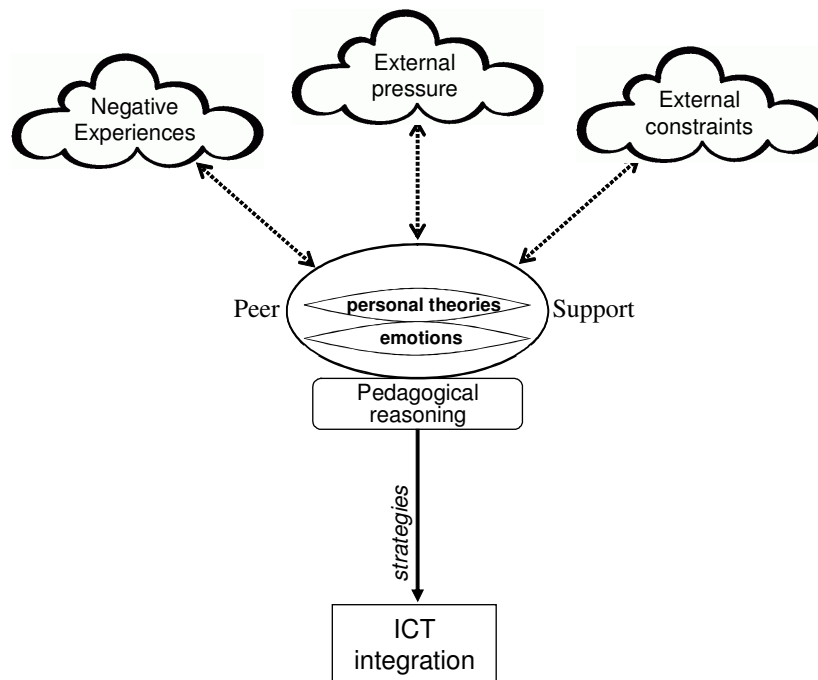 Negative
Experiences
External
pressure
External
constraints
Peer
personal theories
emotions
Support
Pedagogical
reasoning
strategies
ICT
integration